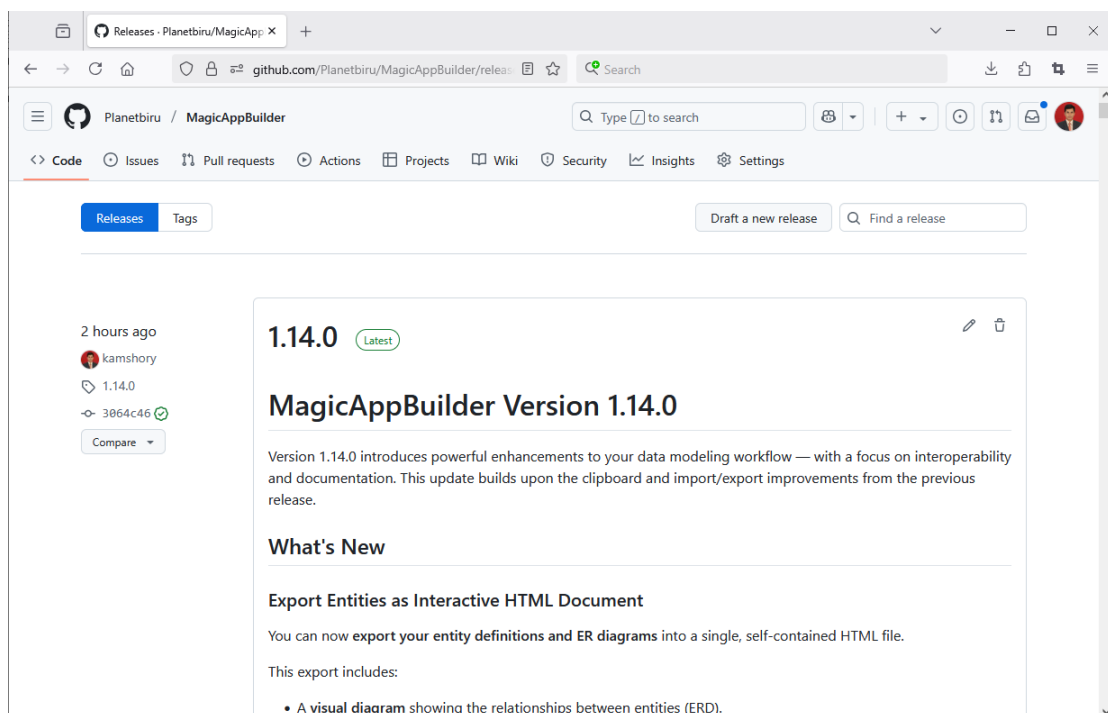 Releases · Planetbiru/MagicApp
github.com/Planetbiru/MagicAppBuilder/releas
Search
Planetbiru / MagicAppBuilder
Type / to search
Code Issues Pull requests Actions Projects Wiki Security Insights Settings
Releases Tags
Draft a new release
Find a release
2 hours ago
kamshory
1.14.0
3064c46
Compare
1.14.0 Latest
MagicAppBuilder Version 1.14.0
Version 1.14.0 introduces powerful enhancements to your data modeling workflow — with a focus on interoperability
and documentation. This update builds upon the clipboard and import/export improvements from the previous
release.
What's New
Export Entities as Interactive HTML Document
You can now export your entity definitions and ER diagrams into a single, self-contained HTML file.
This export includes:
• A visual diagram showing the relationships between entities (ERD).